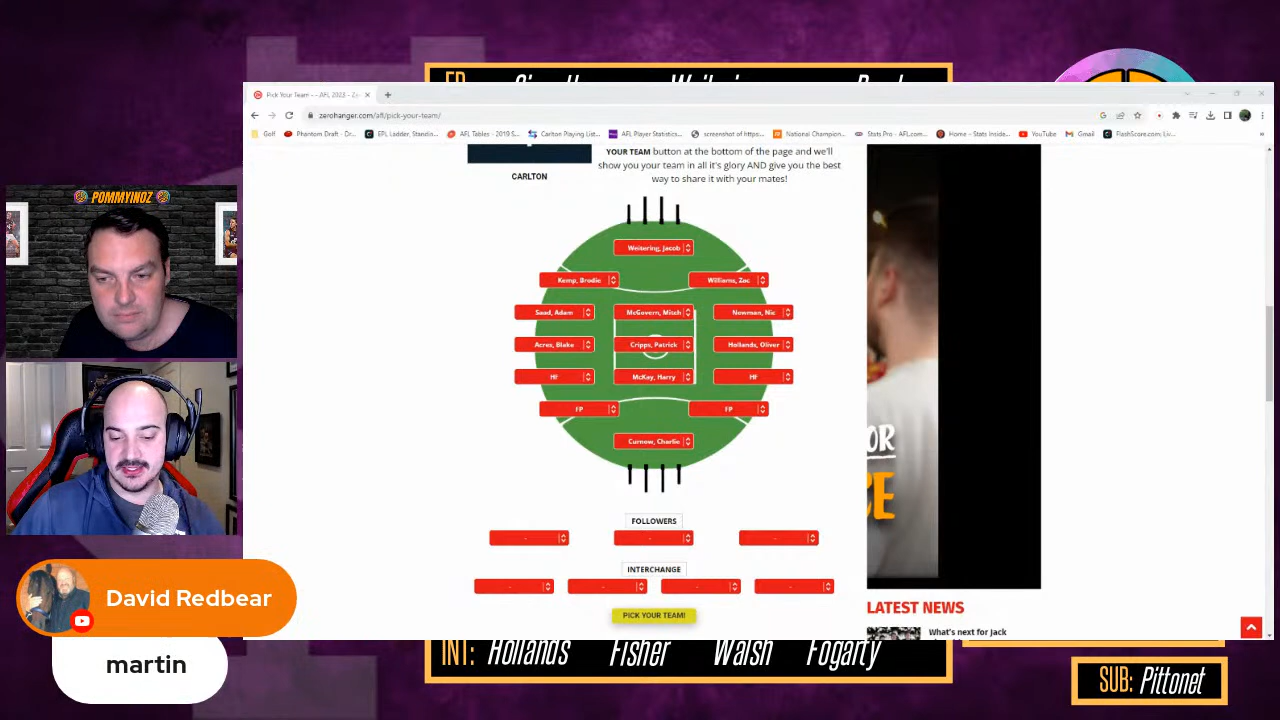 POMMYINOZ
Pick Your Team - - AFL 2023 - Ze
zerohanger.com/afl/pick-your-team/
Golf
Phantom Draft - Dr...
EPL Ladder, Standin...
AFL Tables - 2019 S...
Carlton Playing List...
AFL Player Statistics...
screenshot of https:...
National Champion...
Stats Pro - AFL.com...
Home – Stats Inside...
YouTube
Gmail
FlashScore.com: Liv...
YOUR TEAM button at the bottom of the page and we'll
show you your team in all it's glory AND give you the best
way to share it with your mates!
CARLTON
Weitering, Jacob
Kemp, Brodie
Williams, Zac
Saad, Adam
McGovern, Mitch
Newman, Nic
Acres, Blake
Cripps, Patrick
Hollands, Oliver
HF
McKay, Harry
HF
FP
FP
Curnow, Charlie
FOLLOWERS
-
-
-
INTERCHANGE
-
-
-
-
PICK YOUR TEAM!
LATEST NEWS
What's next for Jack
David Redbear
martin
INT: Hollands Fisher Walsh Fogarty
SUB: Pittonet